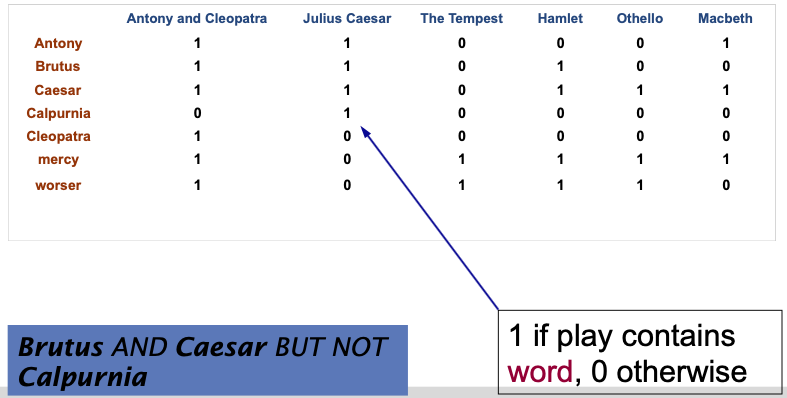 Antony and Cleopatra Julius Caesar The Tempest Hamlet Othello Macbeth
Antony 1 1 0 0 0 1
Brutus 1 1 0 1 0 0
Caesar 1 1 0 1 1 1
Calpurnia 0 1 0 0 0 0
Cleopatra 1 0 0 0 0 0
mercy 1 0 1 1 1 1
worser 1 0 1 1 1 0
Brutus AND Caesar BUT NOT
Calpurnia
1 if play contains
word, 0 otherwise